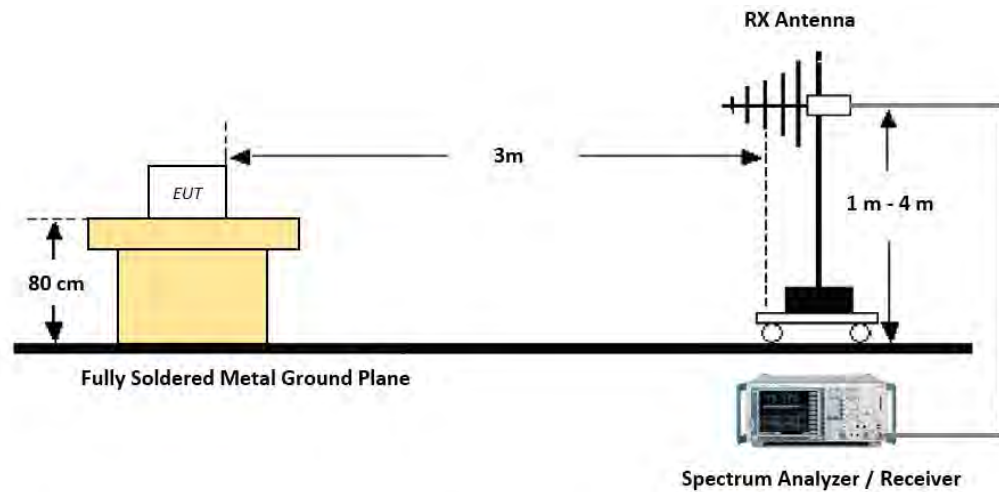 RX Antenna
3m
EUT
1 m - 4 m
80 cm
Fully Soldered Metal Ground Plane
Spectrum Analyzer / Receiver